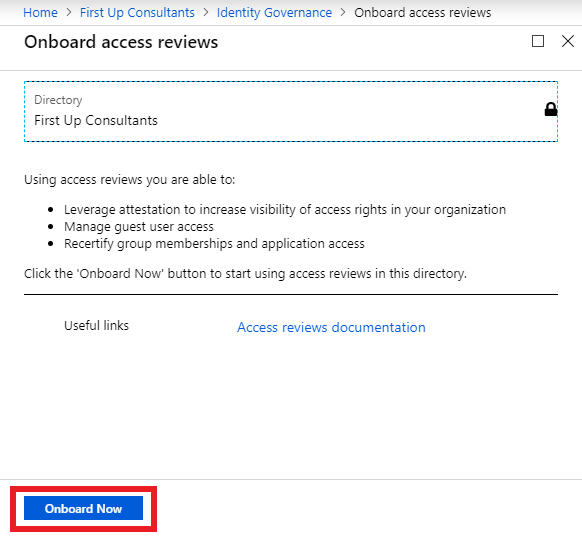 Home > First Up Consultants > Identity Governance > Onboard access reviews
Onboard access reviews
Directory
First Up Consultants
Using access reviews you are able to:
• Leverage attestation to increase visibility of access rights in your organization
• Manage guest user access
• Recertify group memberships and application access
Click the 'Onboard Now' button to start using access reviews in this directory.
Useful links Access reviews documentation
Onboard Now